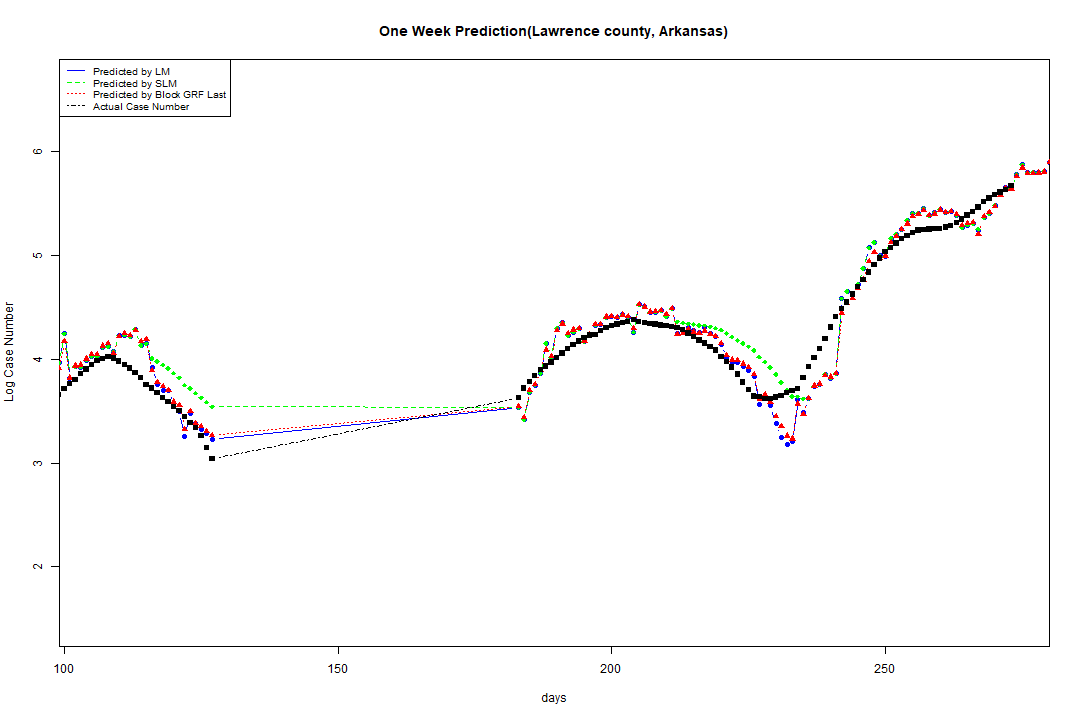 One Week Prediction(Lawrence county, Arkansas)
Predicted by LM
Predicted by SLM
Predicted by Block GRF Last
Actual Case Number
6
5
4
3
2
Log Case Number
100 150 200 250
days